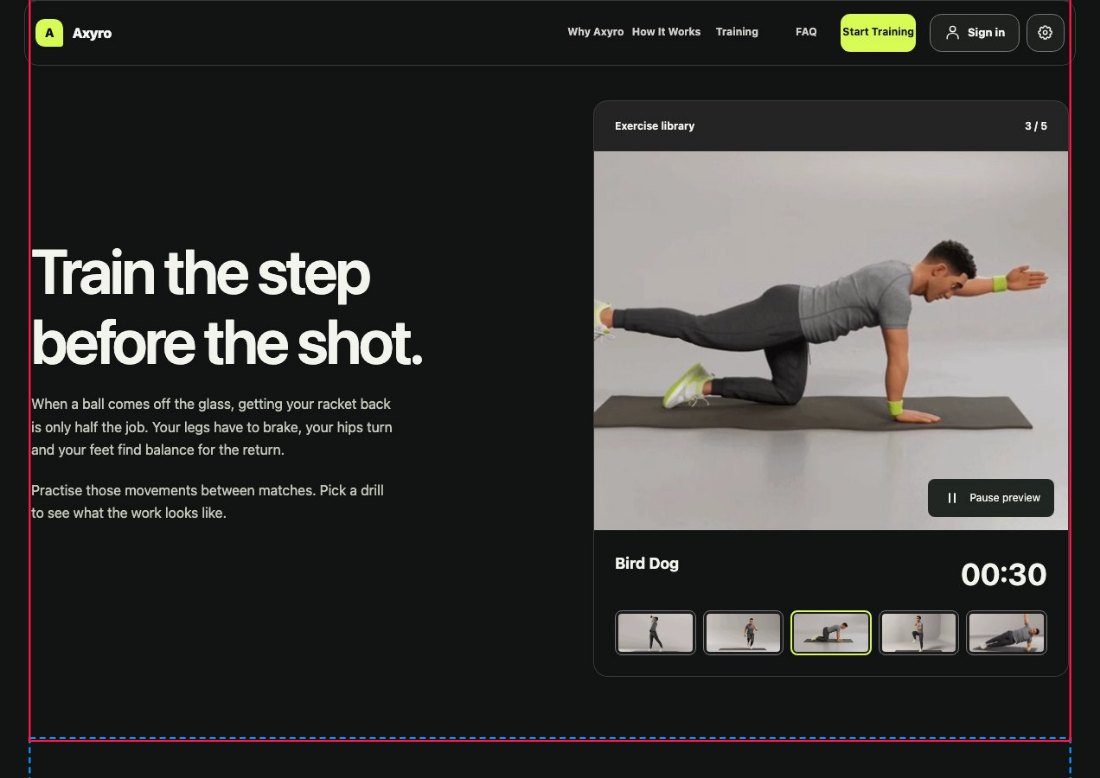 A
Axyro
Why Axyro
How It Works
Training
FAQ
Start Training
Sign in
Exercise library
3 / 5
Train the step
before the shot.
When a ball comes off the glass, getting your racket back
is only half the job. Your legs have to brake, your hips turn
and your feet find balance for the return.
Practise those movements between matches. Pick a drill
to see what the work looks like.
Pause preview
Bird Dog
00:30